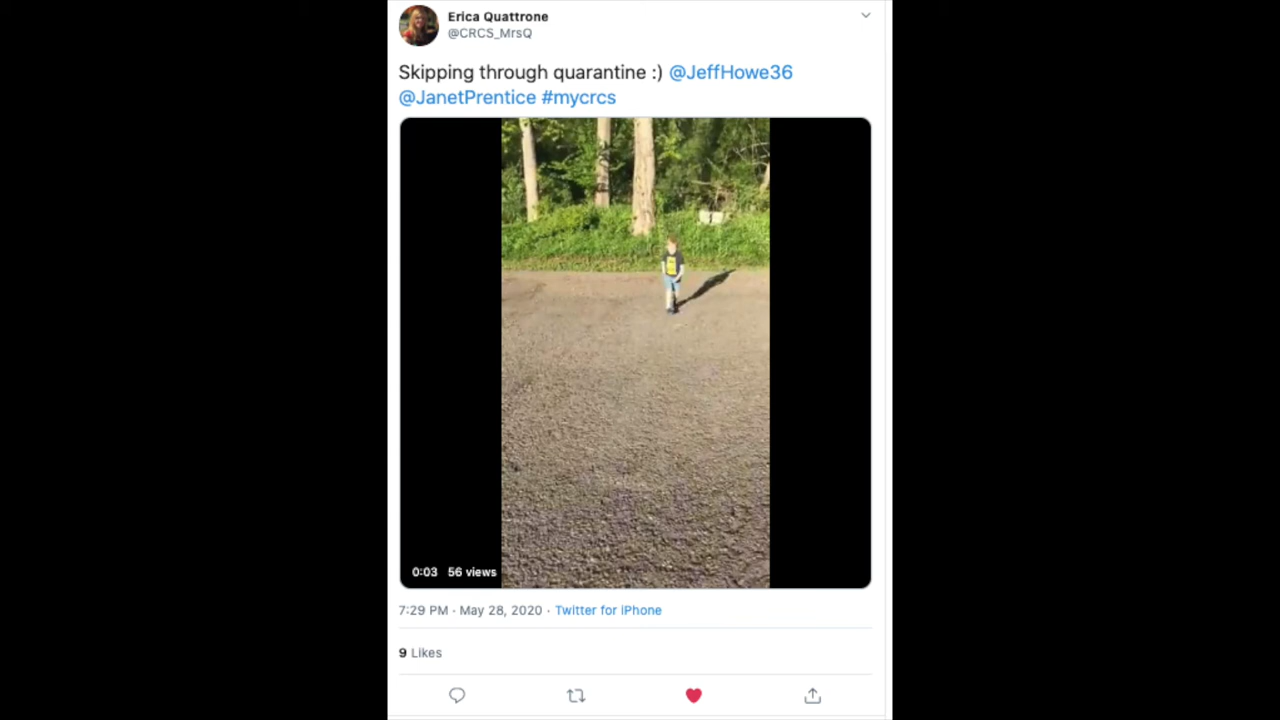 Erica Quattrone
@CRCS_MrsQ
Skipping through quarantine :) @JeffHowe36
@JanetPrentice #mycrcs
0:03 56 views
7:29 PM · May 28, 2020 · Twitter for iPhone
9 Likes